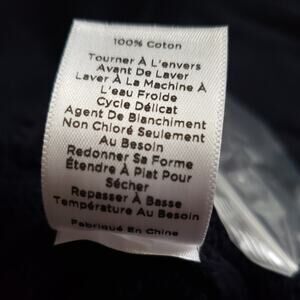 100% Coton
Tourner À L'envers
Avant De Laver
Laver À La Machine À
L'eau Froide
Cycle Délicat
Agent De Blanchiment
Non Chloré Seulement
Au Besoin
Redonner Sa Forme
Étendre À Plat Pour
Sécher
Repasser À Basse
Température Au Besoin
Fabriqué En Chine